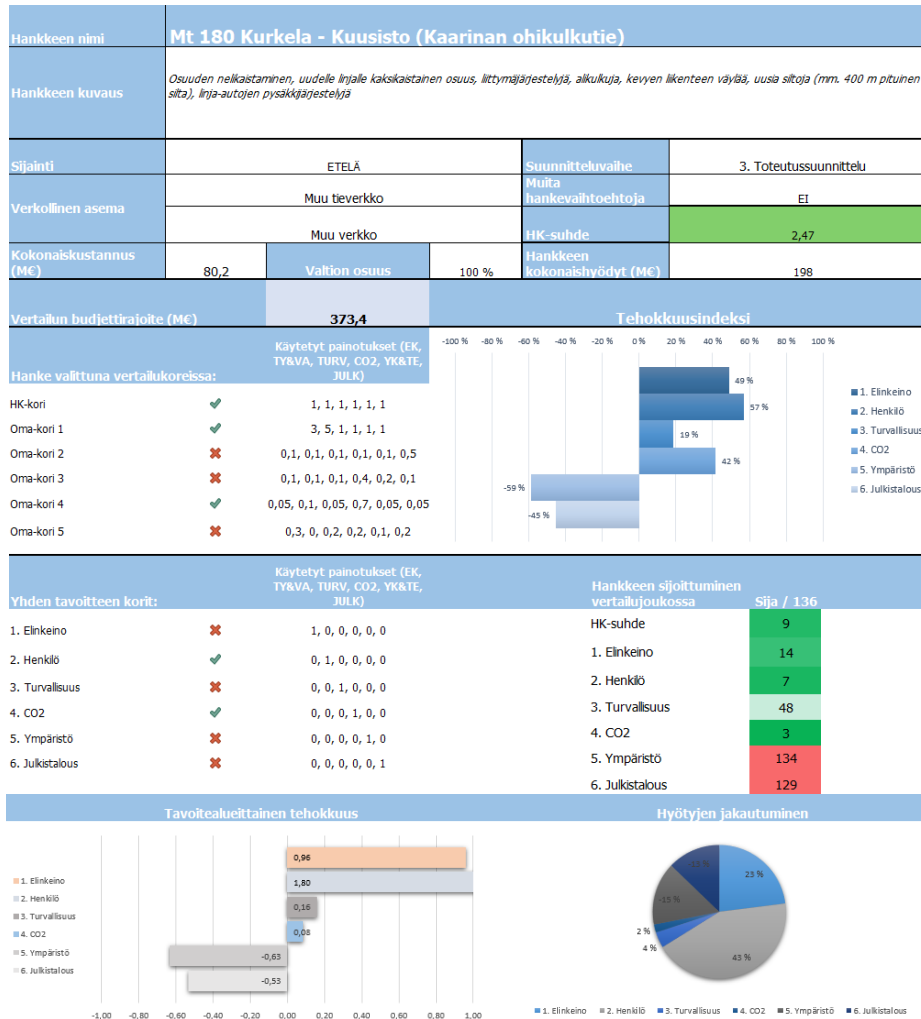 Hankkeen nimi
Mt 180 Kurkela - Kuusisto (Kaarinan ohikulkutie)
Hankkeen kuvaus
Osuuden nelikaistaminen, uudelle linjalle kaksikaistainen osuus, liittymäjärjestelyjä, alikulkuja, kevyen liikenteen väylää, uusia siltoja (mm. 400 m pituinen
silta), linja-autojen pysäkkijärjestelyjä
Sijainti
ETELÄ
Suunnitteluvaihe
3. Toteutussuunnittelu
Verkollinen asema
Muu tieverkko
Muita
hankevaihtoehtoja
EI
Muu verkko
HK-suhde
2,47
Kokonaiskustannus
(M€)
80,2
Valtion osuus
100 %
Hankkeen
kokonaishyödyt (M€)
198
Vertailun budjettirajoite (M€)
373,4
Tehokkuusindeksi
Hanke valittuna vertailukoreissa:
Käytetyt painotukset (EK,
TY&VA, TURV, CO2, YK&TE,
JULK)
HK-kori
1, 1, 1, 1, 1, 1
Oma-kori 1
3, 5, 1, 1, 1, 1
Oma-kori 2
0,1, 0,1, 0,1, 0,1, 0,1, 0,5
Oma-kori 3
0,1, 0,1, 0,1, 0,4, 0,2, 0,1
Oma-kori 4
0,05, 0,1, 0,05, 0,7, 0,05, 0,05
Oma-kori 5
0,3, 0, 0,2, 0,2, 0,1, 0,2
-100 % -80 % -60 % -40 % -20 % 0 % 20 % 40 % 60 % 80 % 100 %
49 %
57 %
19 %
42 %
-59 %
-45 %
1. Elinkeino
2. Henkilö
3. Turvallisuus
4. CO2
5. Ympäristö
6. Julkistalous
Yhden tavoitteen korit:
Käytetyt painotukset (EK,
TY&VA, TURV, CO2, YK&TE,
JULK)
1. Elinkeino
1, 0, 0, 0, 0, 0
2. Henkilö
0, 1, 0, 0, 0, 0
3. Turvallisuus
0, 0, 1, 0, 0, 0
4. CO2
0, 0, 0, 1, 0, 0
5. Ympäristö
0, 0, 0, 0, 1, 0
6. Julkistalous
0, 0, 0, 0, 0, 1
Hankkeen sijoittuminen
vertailujoukossa
Sija / 136
HK-suhde
9
1. Elinkeino
14
2. Henkilö
7
3. Turvallisuus
48
4. CO2
3
5. Ympäristö
134
6. Julkistalous
129
Tavoitealueittainen tehokkuus
0,96
1,80
0,16
0,08
-0,63
-0,53
1. Elinkeino
2. Henkilö
3. Turvallisuus
4. CO2
5. Ympäristö
6. Julkistalous
-1,00 -0,80 -0,60 -0,40 -0,20 0,00 0,20 0,40 0,60 0,80 1,00
Hyötyjen jakautuminen
23 %
43 %
4 %
2 %
-15 %
1. Elinkeino 2. Henkilö 3. Turvallisuus 4. CO2 5. Ympäristö 6. Julkistalous